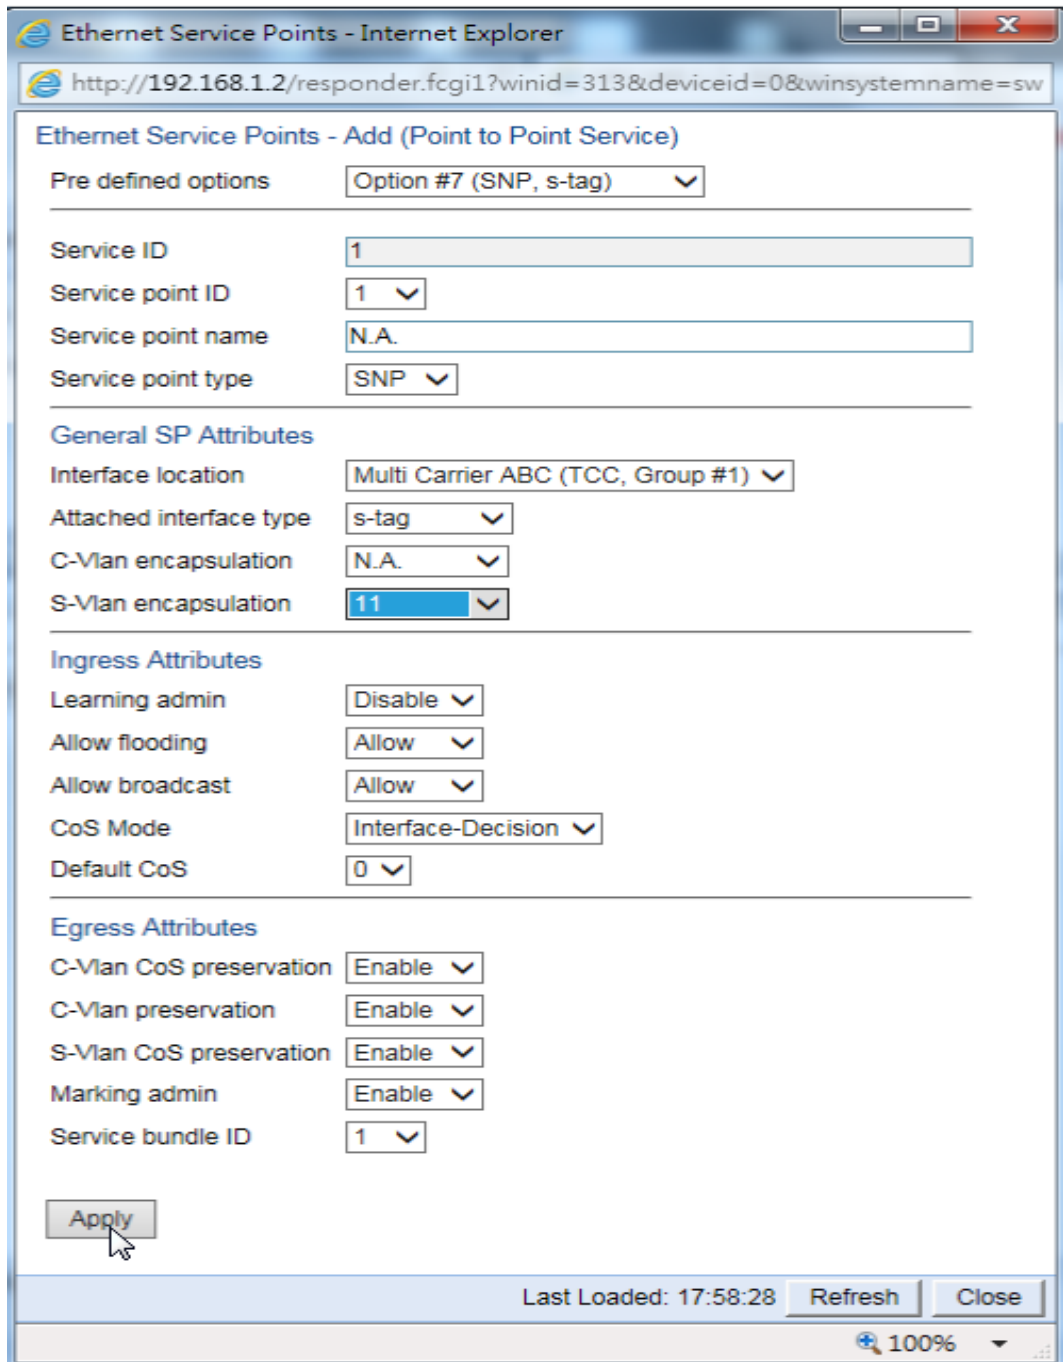 Ethernet Service Points - Internet Explorer
http://192.168.1.2/responder.fcgi1?winid=313&deviceid=0&winsystemname=sw
Ethernet Service Points - Add (Point to Point Service)
Pre defined options Option #7 (SNP, s-tag)
Service ID 1
Service point ID 1
Service point name N.A.
Service point type SNP
General SP Attributes
Interface location Multi Carrier ABC (TCC, Group #1)
Attached interface type s-tag
C-Vlan encapsulation N.A.
S-Vlan encapsulation 11
Ingress Attributes
Learning admin Disable
Allow flooding Allow
Allow broadcast Allow
CoS Mode Interface-Decision
Default CoS 0
Egress Attributes
C-Vlan CoS preservation Enable
C-Vlan preservation Enable
S-Vlan CoS preservation Enable
Marking admin Enable
Service bundle ID 1
Apply
Last Loaded: 17:58:28 Refresh Close
100%